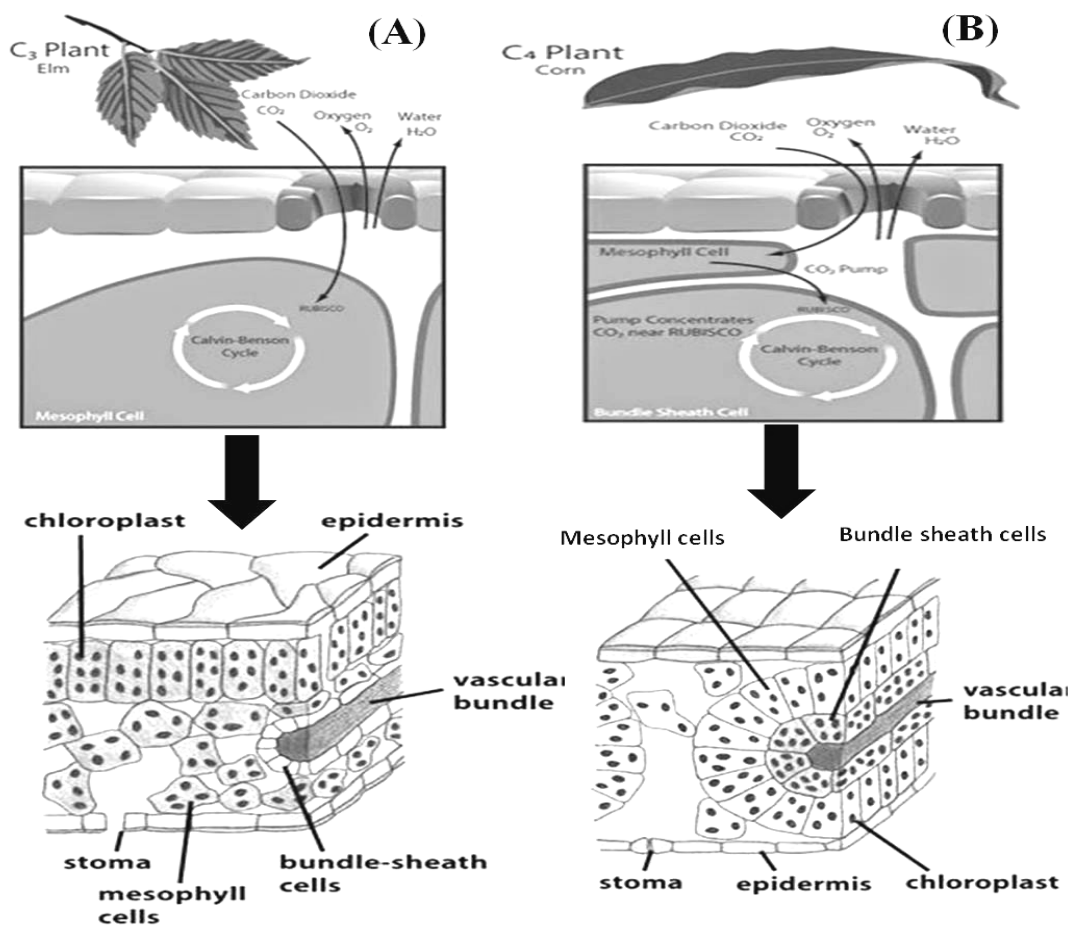 (A)
C₃ Plant
Elm
Carbon Dioxide
CO₂
Oxygen
O₂
Water
H₂O
RUBISCO
Calvin-Benson
Cycle
Mesophyll Cell
(B)
C₄ Plant
Corn
Carbon Dioxide
CO₂
Oxygen
O₂
Water
H₂O
Mesophyll Cell
CO₂ Pump
RUBISCO
Pump Concentrates
CO₂ near RUBISCO
Calvin-Benson
Cycle
Bundle Sheath Cell
chloroplast
epidermis
vascular
bundle
stoma
mesophyll
cells
bundle-sheath
cells
Mesophyll cells
Bundle sheath cells
vascular
bundle
stoma
epidermis
chloroplast